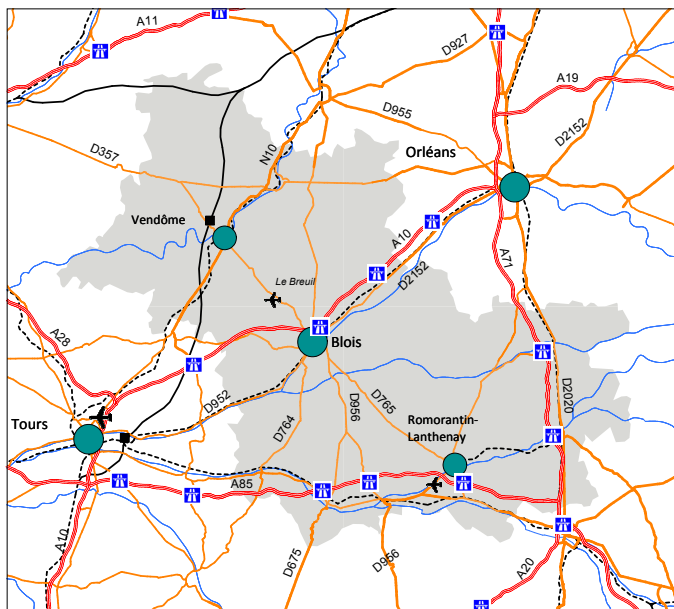 A11
D927
A19
D955
D2152
D357
N10
Orléans
Vendôme
A10
A71
D2152
Le Breuil
A28
Blois
D952
D764
D956
D765
D2020
Tours
Romorantin-
Lanthenay
A85
A10
D675
D956
A20